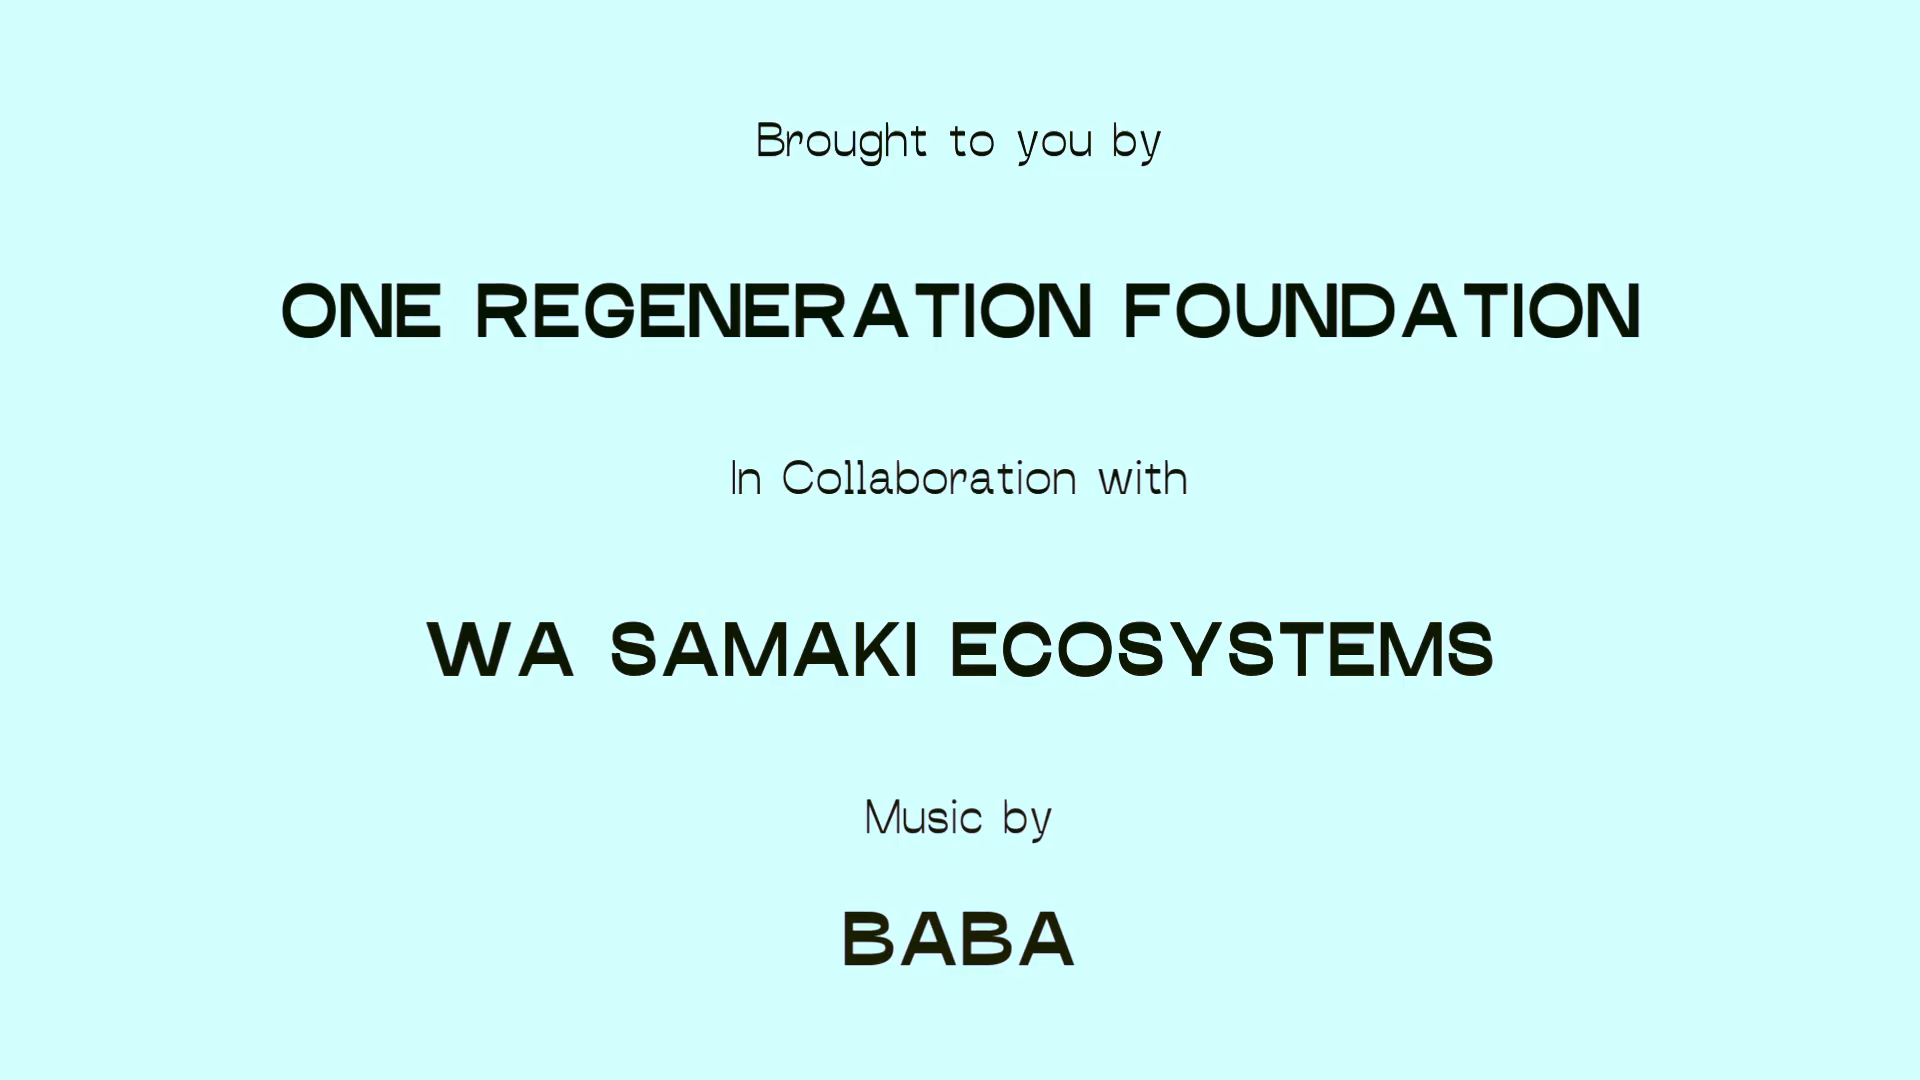 Brought to you by
ONE REGENERATION FOUNDATION
In Collaboration with
WA SAMAKI ECOSYSTEMS
Music by
BABA